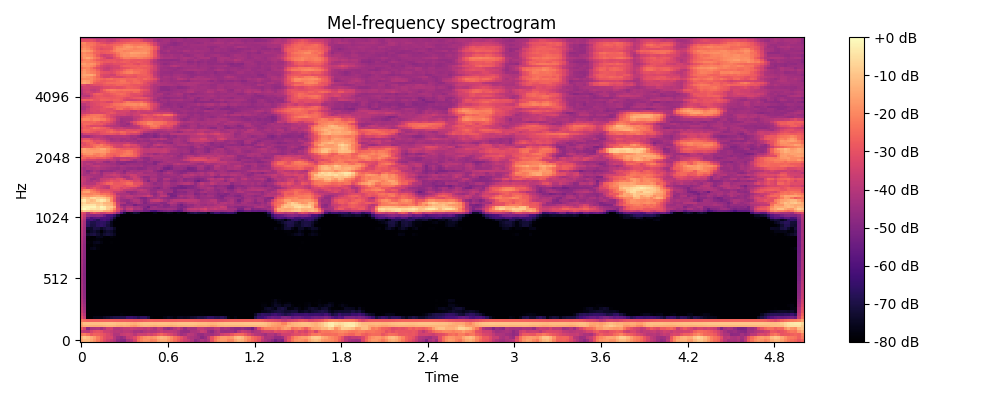 Mel-frequency spectrogram
+0 dB
-10 dB
-20 dB
-30 dB
-40 dB
-50 dB
-60 dB
-70 dB
-80 dB
Hz
4096
2048
1024
512
0
0 0.6 1.2 1.8 2.4 3 3.6 4.2 4.8
Time